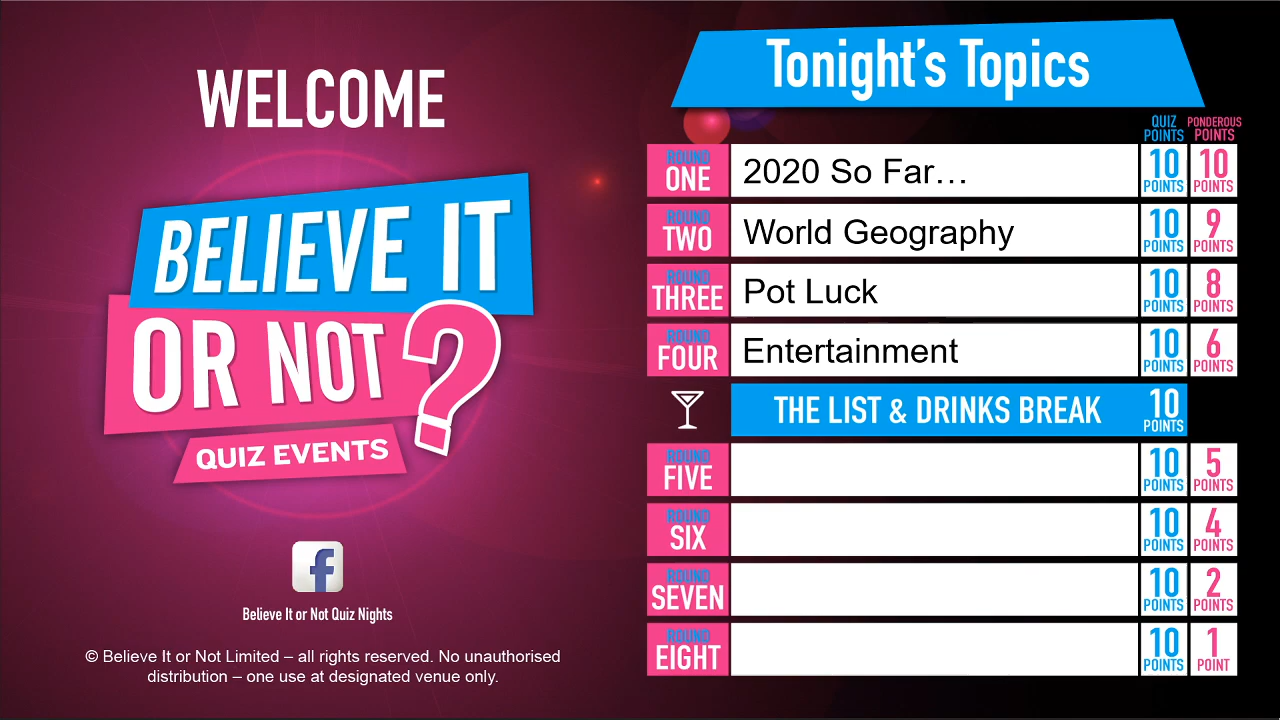 WELCOME
BELIEVE IT
OR NOT?
QUIZ EVENTS
f
Believe It or Not Quiz Nights
© Believe It or Not Limited – all rights reserved. No unauthorised
distribution – one use at designated venue only.
Tonight's Topics
QUIZ POINTS PONDEROUS POINTS
ROUND ONE 2020 So Far… 10 POINTS 10 POINTS
ROUND TWO World Geography 10 POINTS 9 POINTS
ROUND THREE Pot Luck 10 POINTS 8 POINTS
ROUND FOUR Entertainment 10 POINTS 6 POINTS
THE LIST & DRINKS BREAK 10 POINTS
ROUND FIVE 10 POINTS 5 POINTS
ROUND SIX 10 POINTS 4 POINTS
ROUND SEVEN 10 POINTS 2 POINTS
ROUND EIGHT 10 POINTS 1 POINT